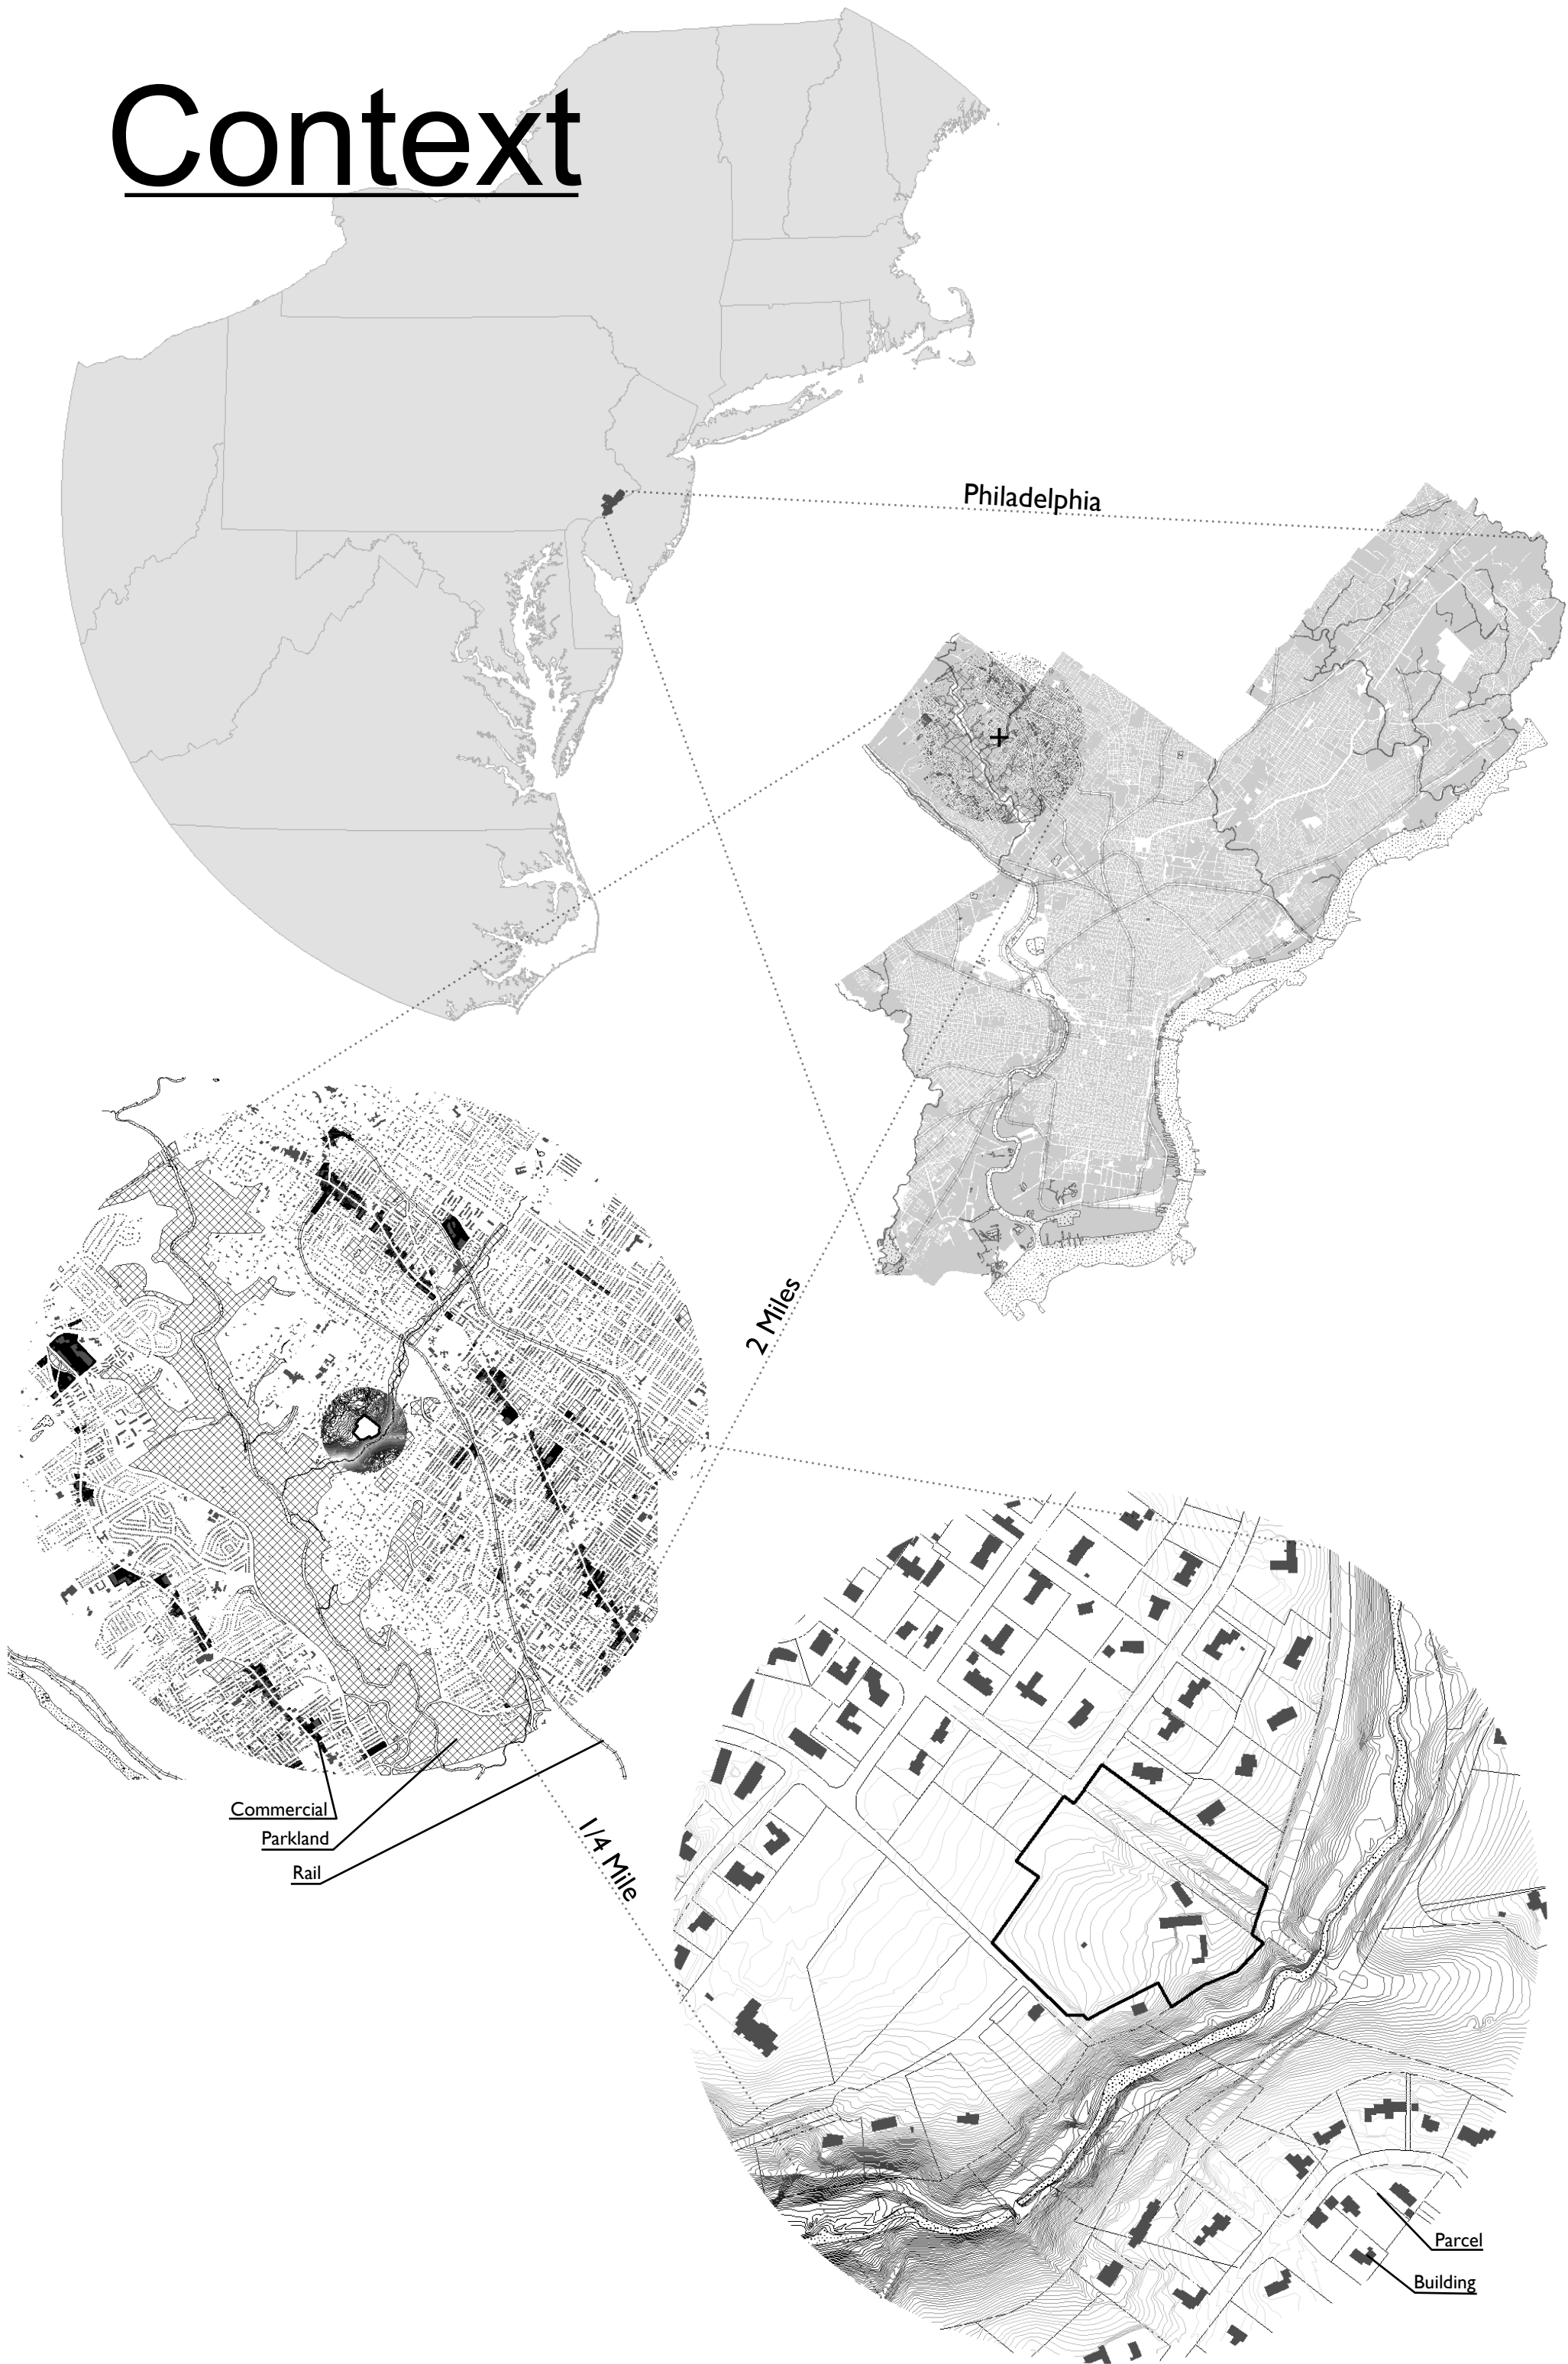 Context
Philadelphia
2 Miles
Commercial
Parkland
Rail
1/4 Mile
Parcel
Building